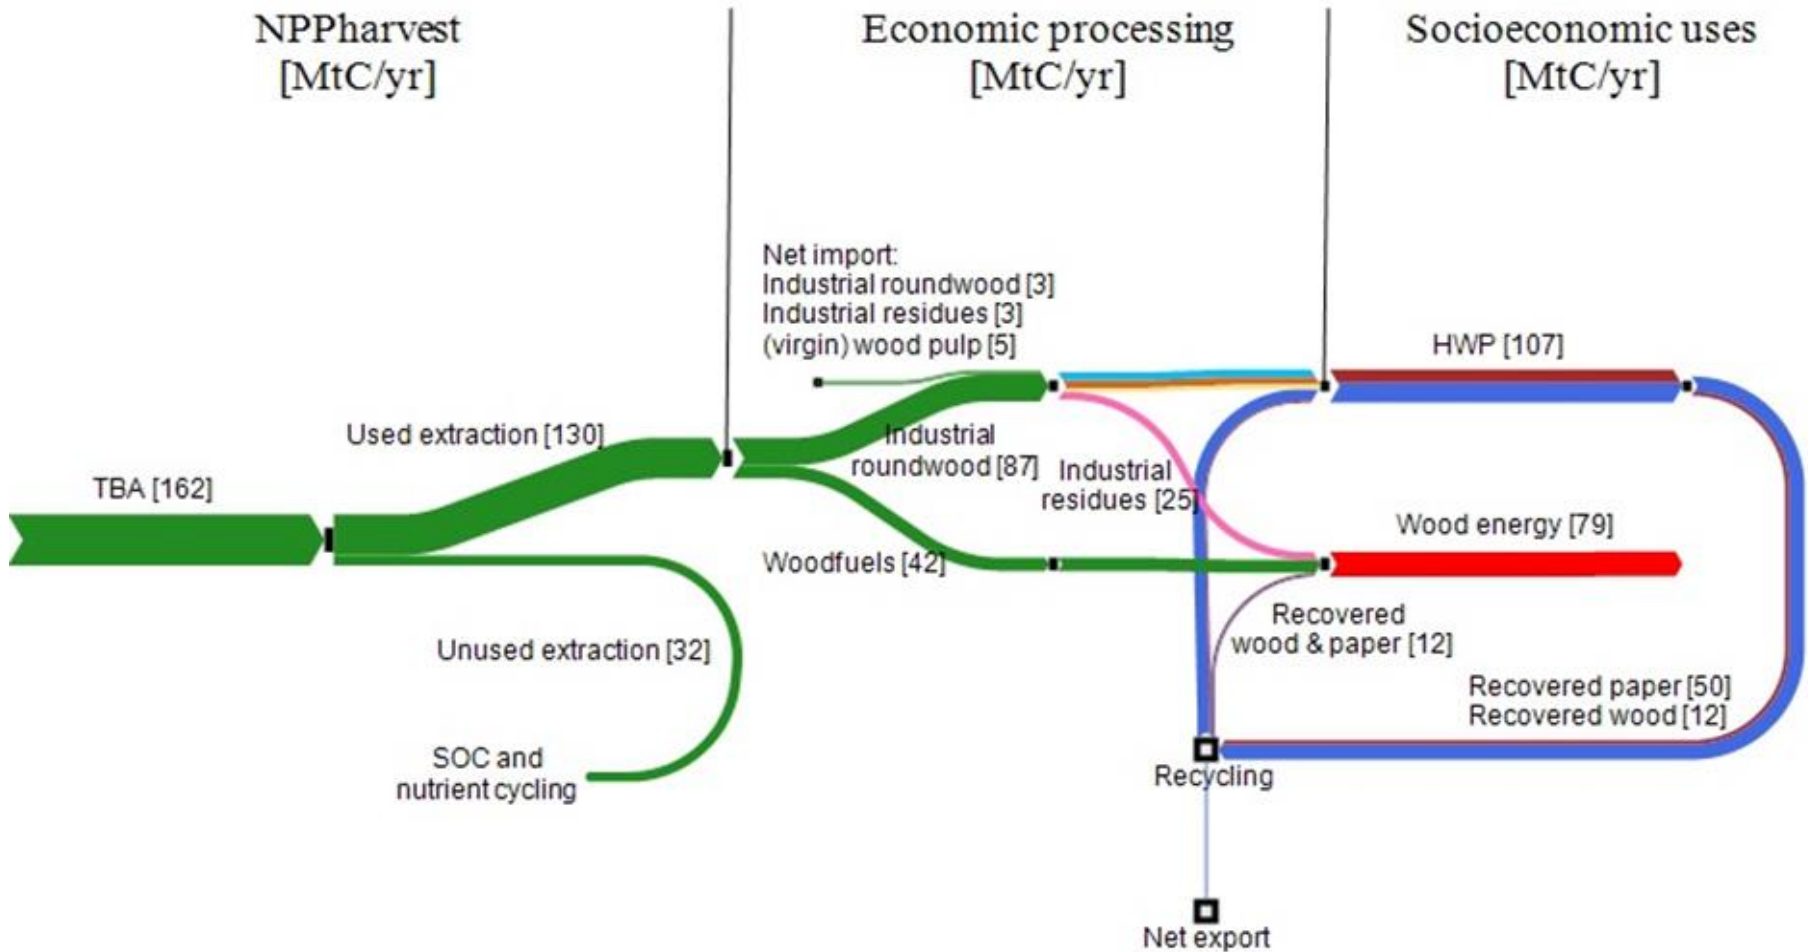 NPPharvest
[MtC/yr]
Economic processing
[MtC/yr]
Socioeconomic uses
[MtC/yr]
Net import:
Industrial roundwood [3]
Industrial residues [3]
(virgin) wood pulp [5]
HWP [107]
Used extraction [130]
Industrial
roundwood [87]
Industrial
residues [25]
TBA [162]
Wood energy [79]
Woodfuels [42]
Recovered
wood & paper [12]
Unused extraction [32]
Recovered paper [50]
Recovered wood [12]
SOC and
nutrient cycling
Recycling
Net export